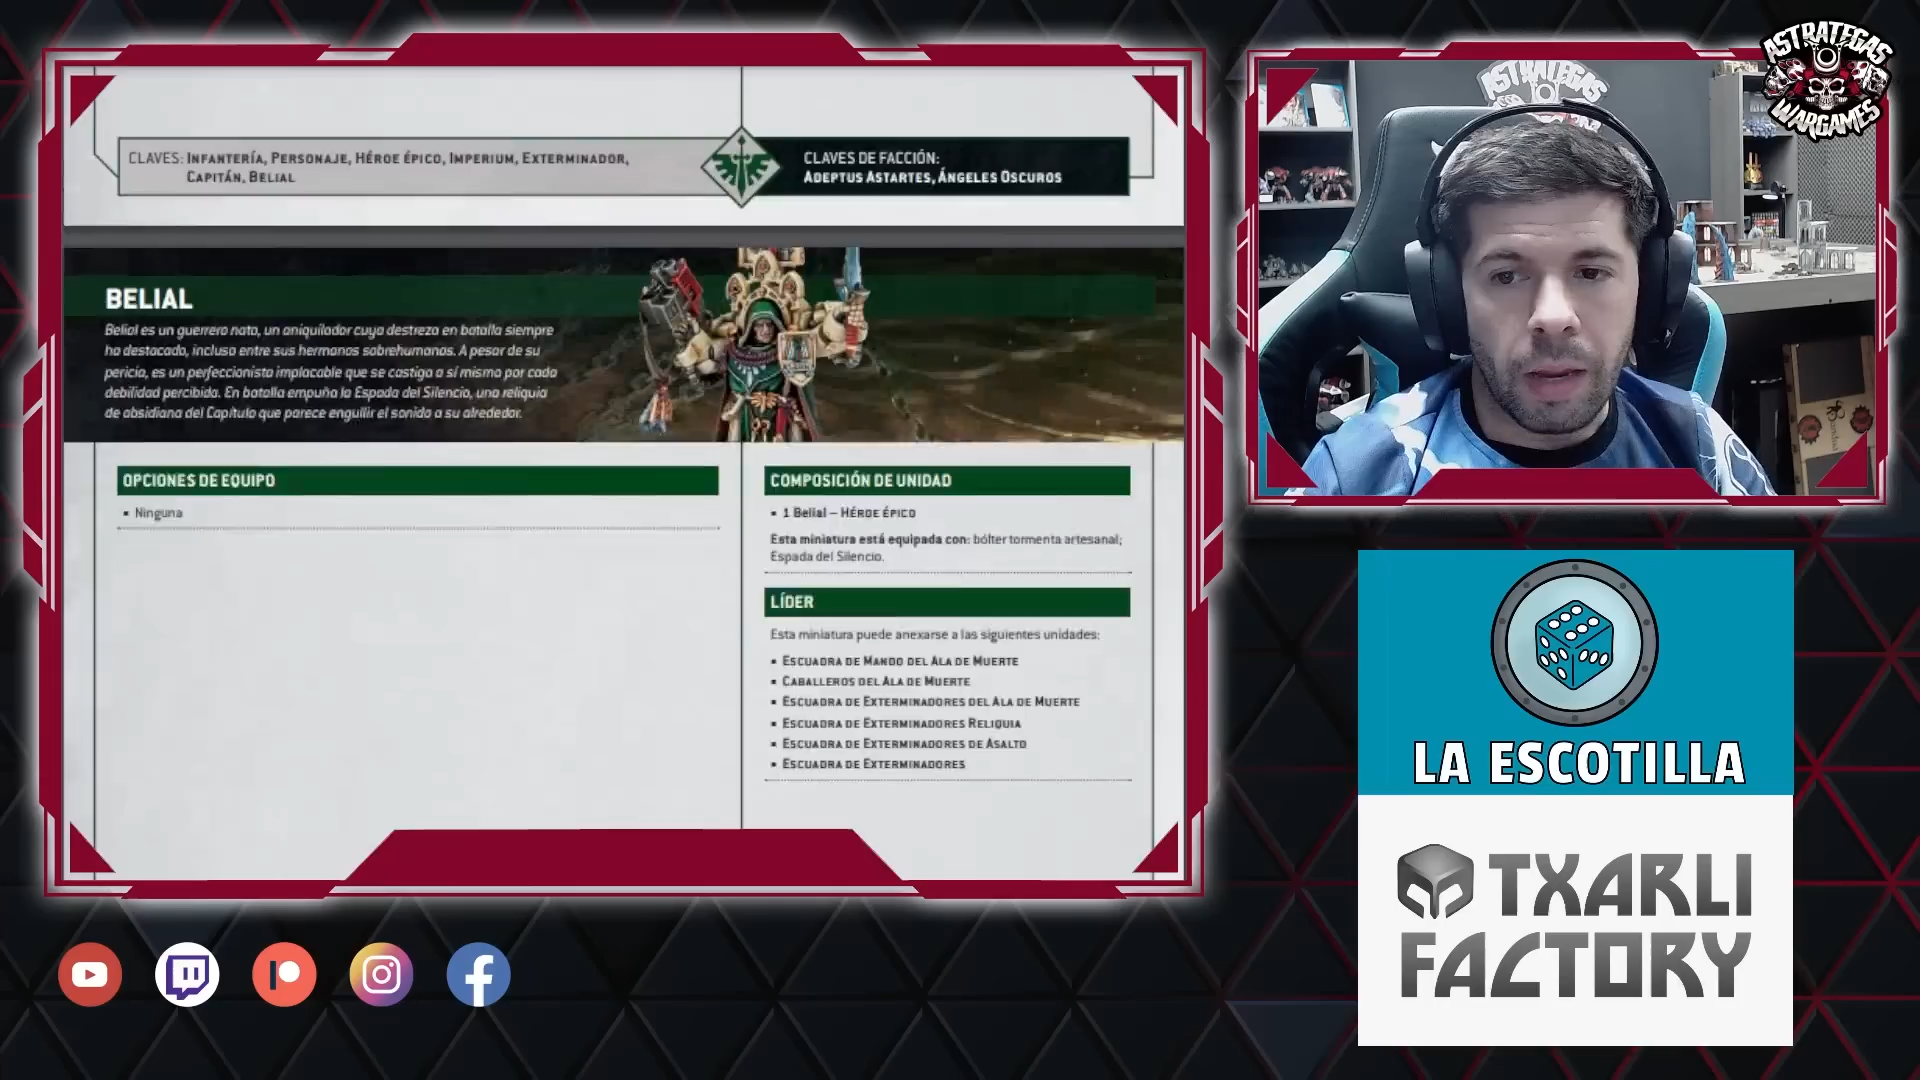 CLAVES: INFANTERÍA, PERSONAJE, HÉROE ÉPICO, IMPERIUM, EXTERMINADOR,
CAPITÁN, BELIAL
CLAVES DE FACCIÓN:
ADEPTUS ASTARTES, ÁNGELES OSCUROS
BELIAL
Belial es un guerrero nato, un aniquilador cuya destreza en batalla siempre
ha destacado, incluso entre sus hermanos sobrehumanos. A pesar de su
pericia, es un perfeccionista implacable que se castiga a sí mismo por cada
debilidad percibida. En batalla empuña la Espada del Silencio, una reliquia
de obsidiana del Capítulo que parece engullir el sonido a su alrededor.
OPCIONES DE EQUIPO
▪ Ninguna
COMPOSICIÓN DE UNIDAD
▪ 1 Belial – HÉROE ÉPICO
Esta miniatura está equipada con: bólter tormenta artesanal;
Espada del Silencio.
LÍDER
Esta miniatura puede anexarse a las siguientes unidades:
▪ ESCUADRA DE MANDO DEL ALA DE MUERTE
▪ CABALLEROS DEL ALA DE MUERTE
▪ ESCUADRA DE EXTERMINADORES DEL ALA DE MUERTE
▪ ESCUADRA DE EXTERMINADORES RELIQUIA
▪ ESCUADRA DE EXTERMINADORES DE ASALTO
▪ ESCUADRA DE EXTERMINADORES
ASTRATEGAS
WARGAMES
ASTRATEGAS
LA ESCOTILLA
TXARLI
FACTORY